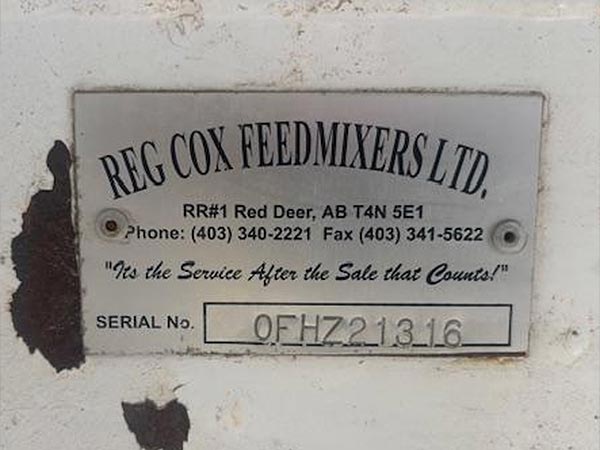 REG COX FEEDMIXERS LTD.
RR#1 Red Deer, AB T4N 5E1
Phone: (403) 340-2221 Fax (403) 341-5622
"Its the Service After the Sale that Counts!"
SERIAL No. OFHZ21316